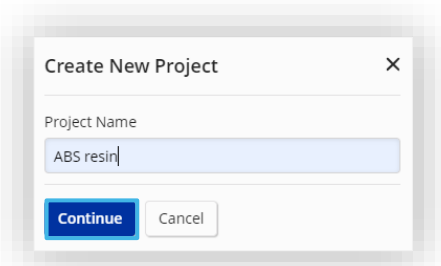 Create New Project
Project Name
ABS resin
Continue Cancel